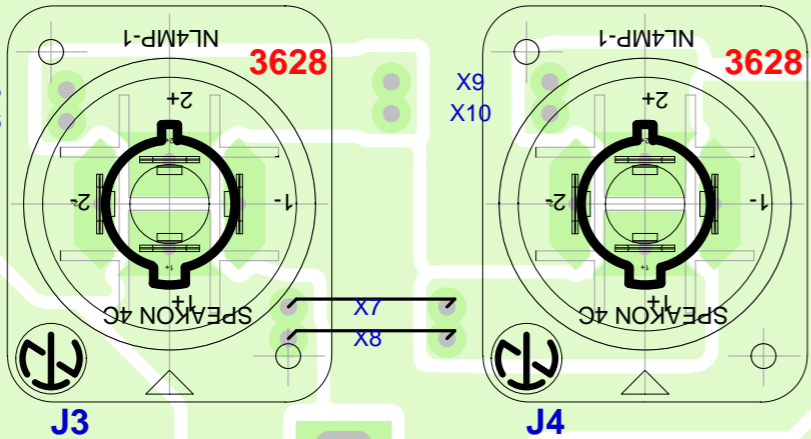 NL4MP-1
3628
2+
2-
1-
1+
SPEAKON 4C
J3
X9
X10
X7
X8
NL4MP-1
3628
2+
2-
1-
1+
SPEAKON 4C
J4